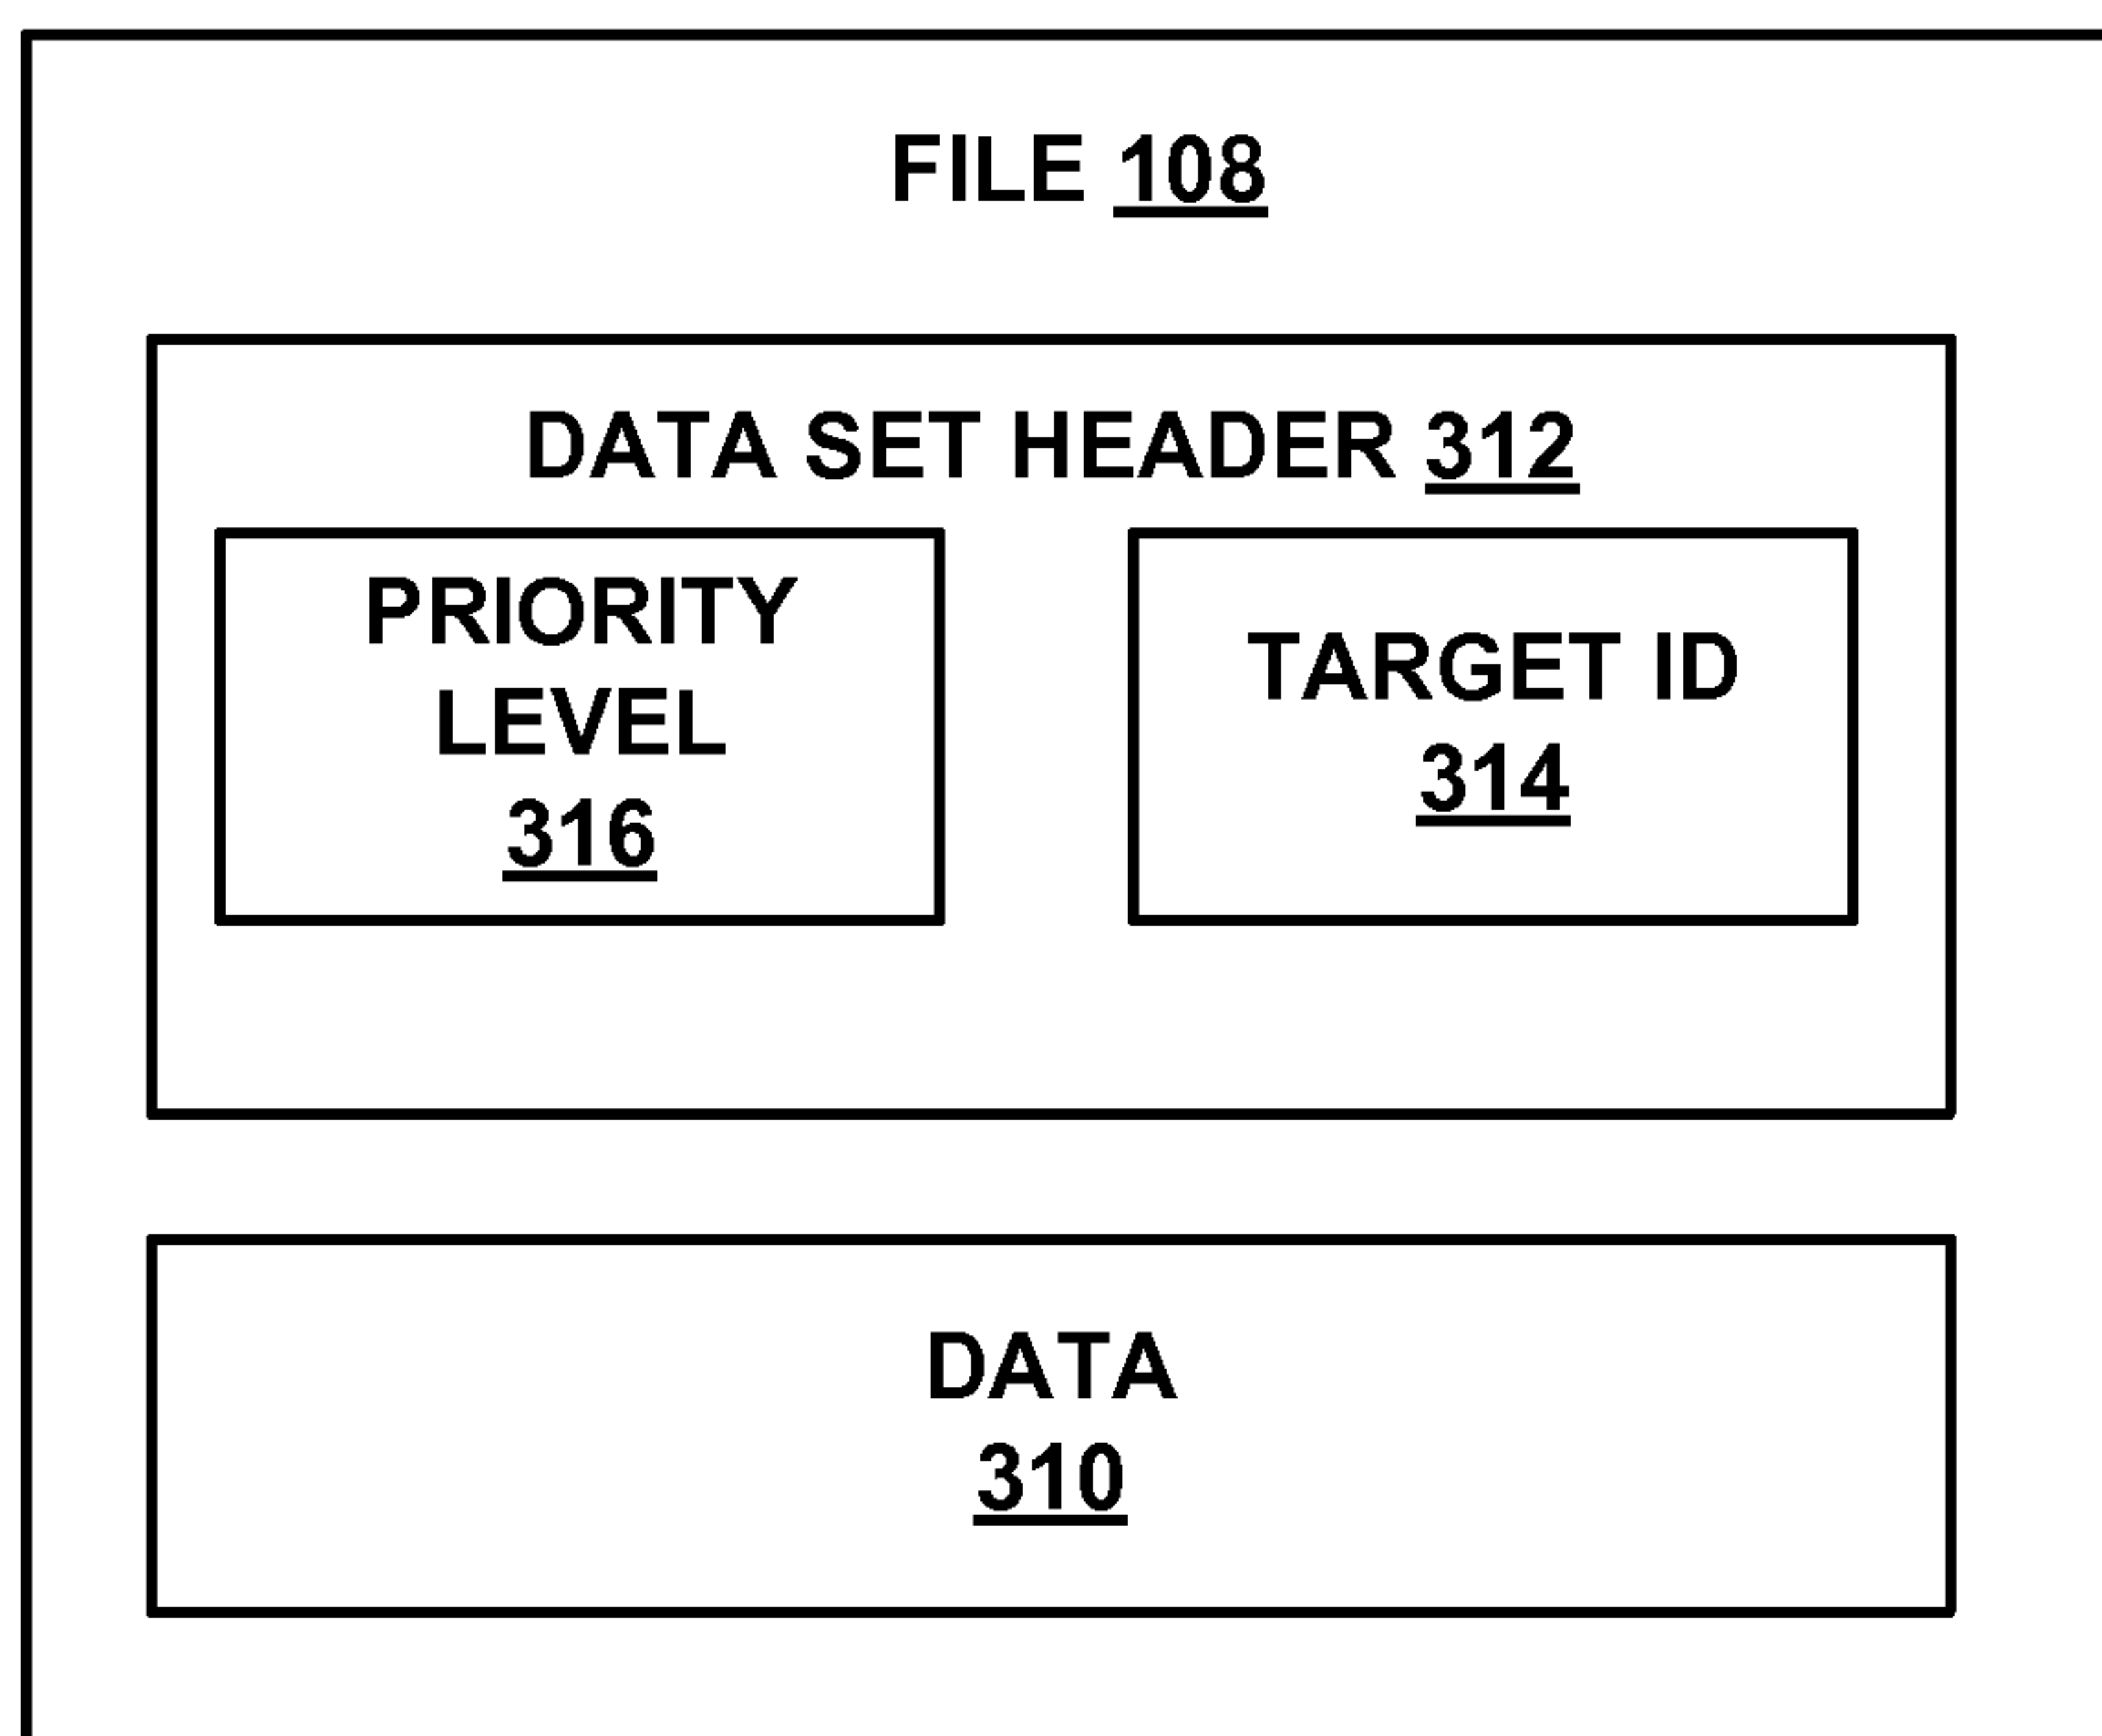 FILE 108
DATA SET HEADER 312
PRIORITY
LEVEL
316
TARGET ID
314
DATA
310